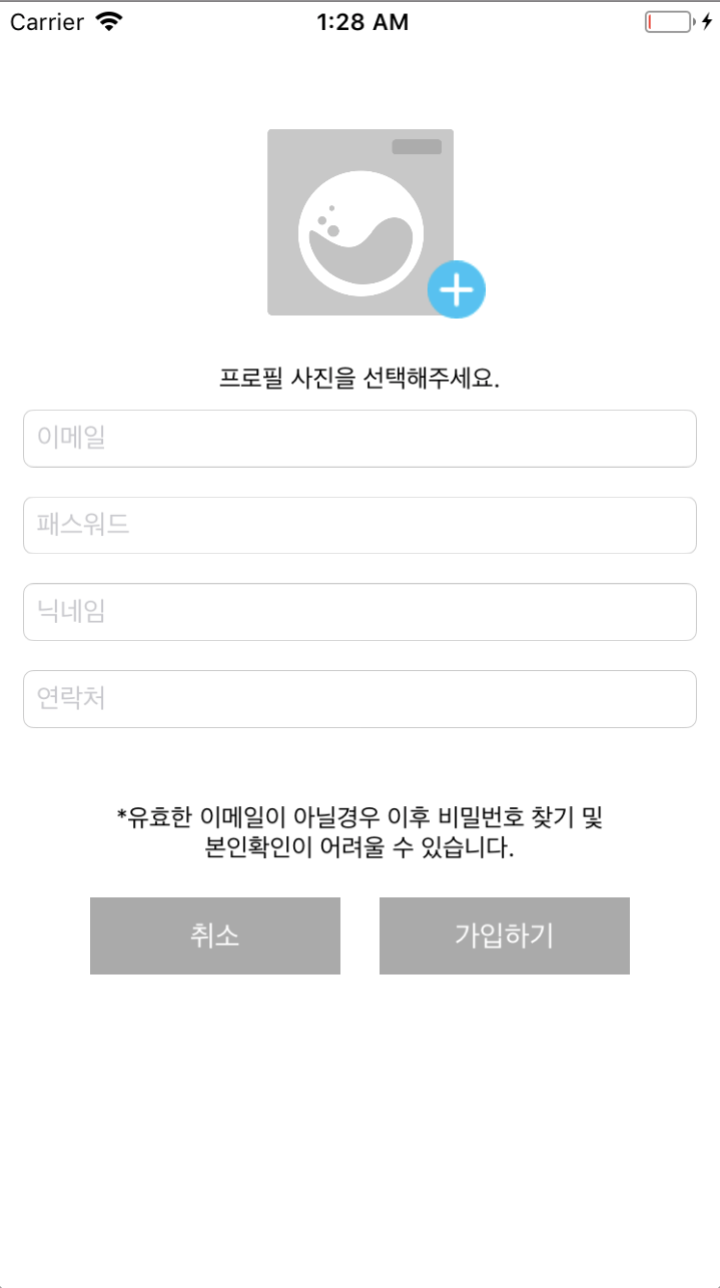 Carrier 1:28 AM
프로필 사진을 선택해주세요.
이메일
패스워드
닉네임
연락처
*유효한 이메일이 아닐경우 이후 비밀번호 찾기 및
본인확인이 어려울 수 있습니다.
취소 가입하기